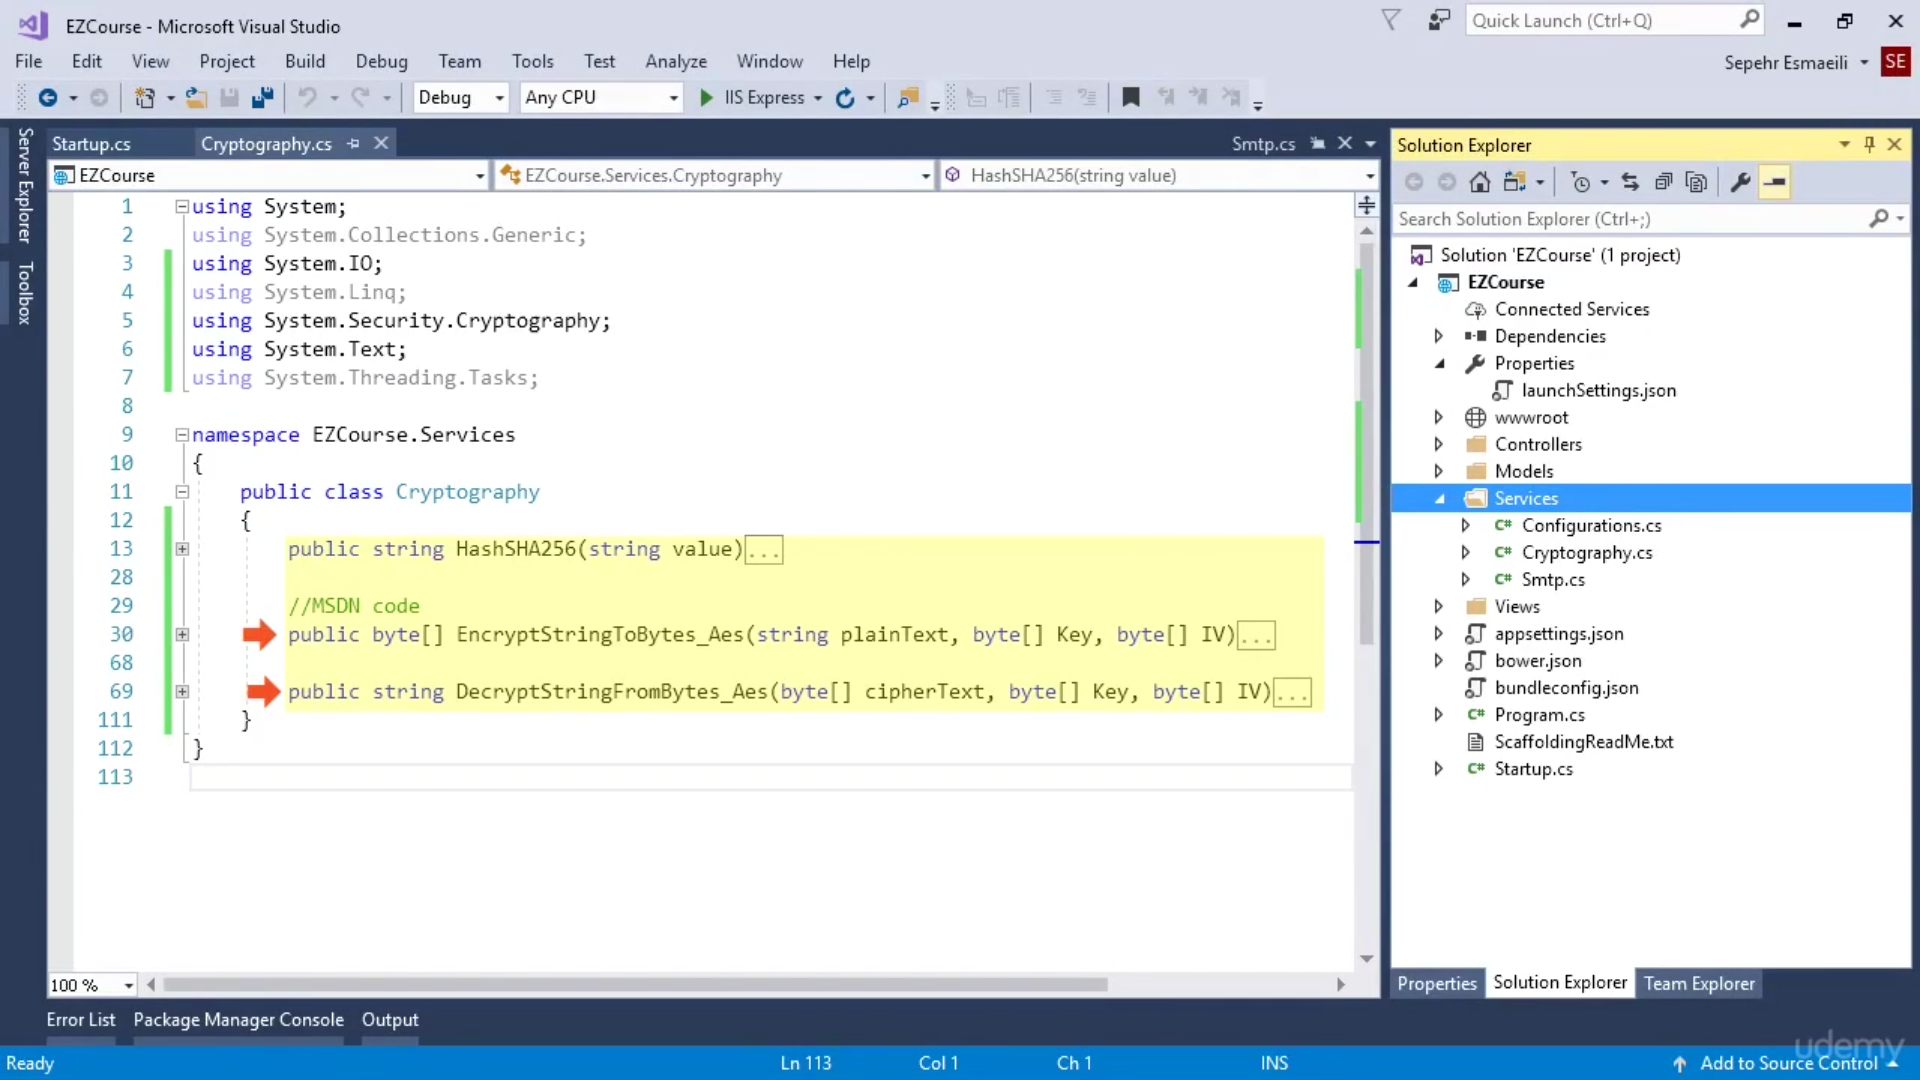 EZCourse - Microsoft Visual Studio
Quick Launch (Ctrl+Q)
File Edit View Project Build Debug Team Tools Test Analyze Window Help
Sepehr Esmaeili SE
Debug Any CPU IIS Express
Server Explorer
Toolbox
Startup.cs Cryptography.cs Smtp.cs
EZCourse EZCourse.Services.Cryptography HashSHA256(string value)
1 using System;
2 using System.Collections.Generic;
3 using System.IO;
4 using System.Linq;
5 using System.Security.Cryptography;
6 using System.Text;
7 using System.Threading.Tasks;
8
9 namespace EZCourse.Services
10 {
11 public class Cryptography
12 {
13 public string HashSHA256(string value)...
28
29 //MSDN code
30 public byte[] EncryptStringToBytes_Aes(string plainText, byte[] Key, byte[] IV)...
68
69 public string DecryptStringFromBytes_Aes(byte[] cipherText, byte[] Key, byte[] IV)...
111 }
112 }
113
100 %
Solution Explorer
Search Solution Explorer (Ctrl+;)
Solution 'EZCourse' (1 project)
EZCourse
Connected Services
Dependencies
Properties
launchSettings.json
wwwroot
Controllers
Models
Services
C# Configurations.cs
C# Cryptography.cs
C# Smtp.cs
Views
appsettings.json
bower.json
bundleconfig.json
C# Program.cs
ScaffoldingReadMe.txt
C# Startup.cs
Properties Solution Explorer Team Explorer
Error List Package Manager Console Output
Ready Ln 113 Col 1 Ch 1 INS Add to Source Control
udemy